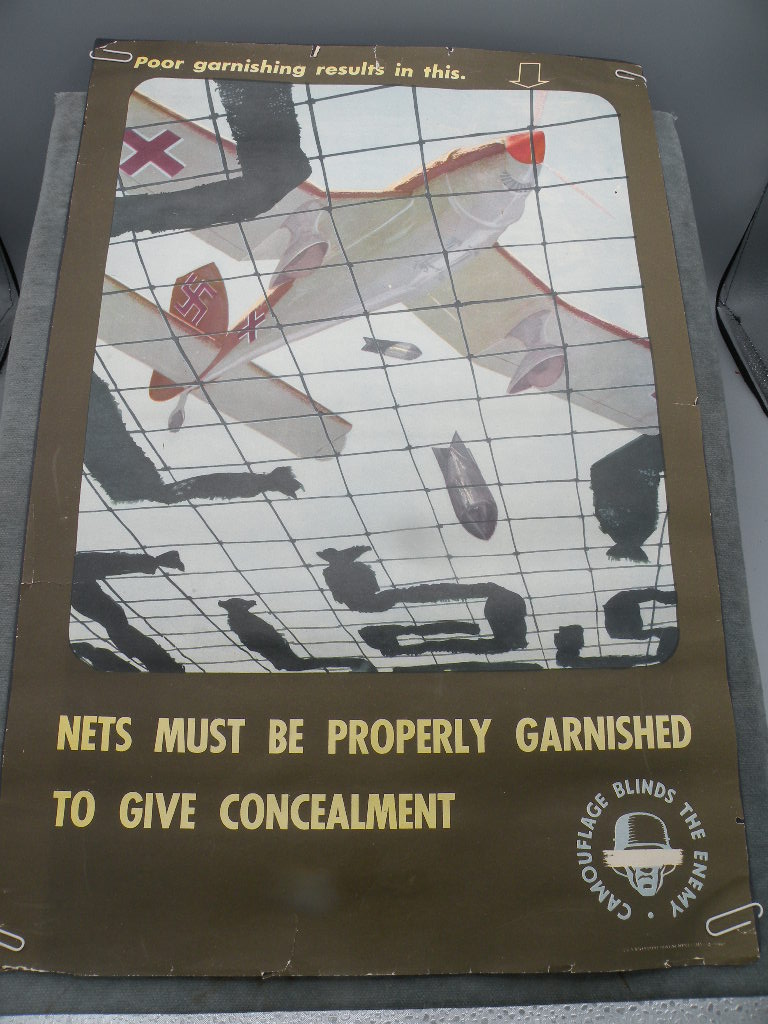 Poor garnishing results in this.
NETS MUST BE PROPERLY GARNISHED
TO GIVE CONCEALMENT
CAMOUFLAGE BLINDS THE ENEMY •